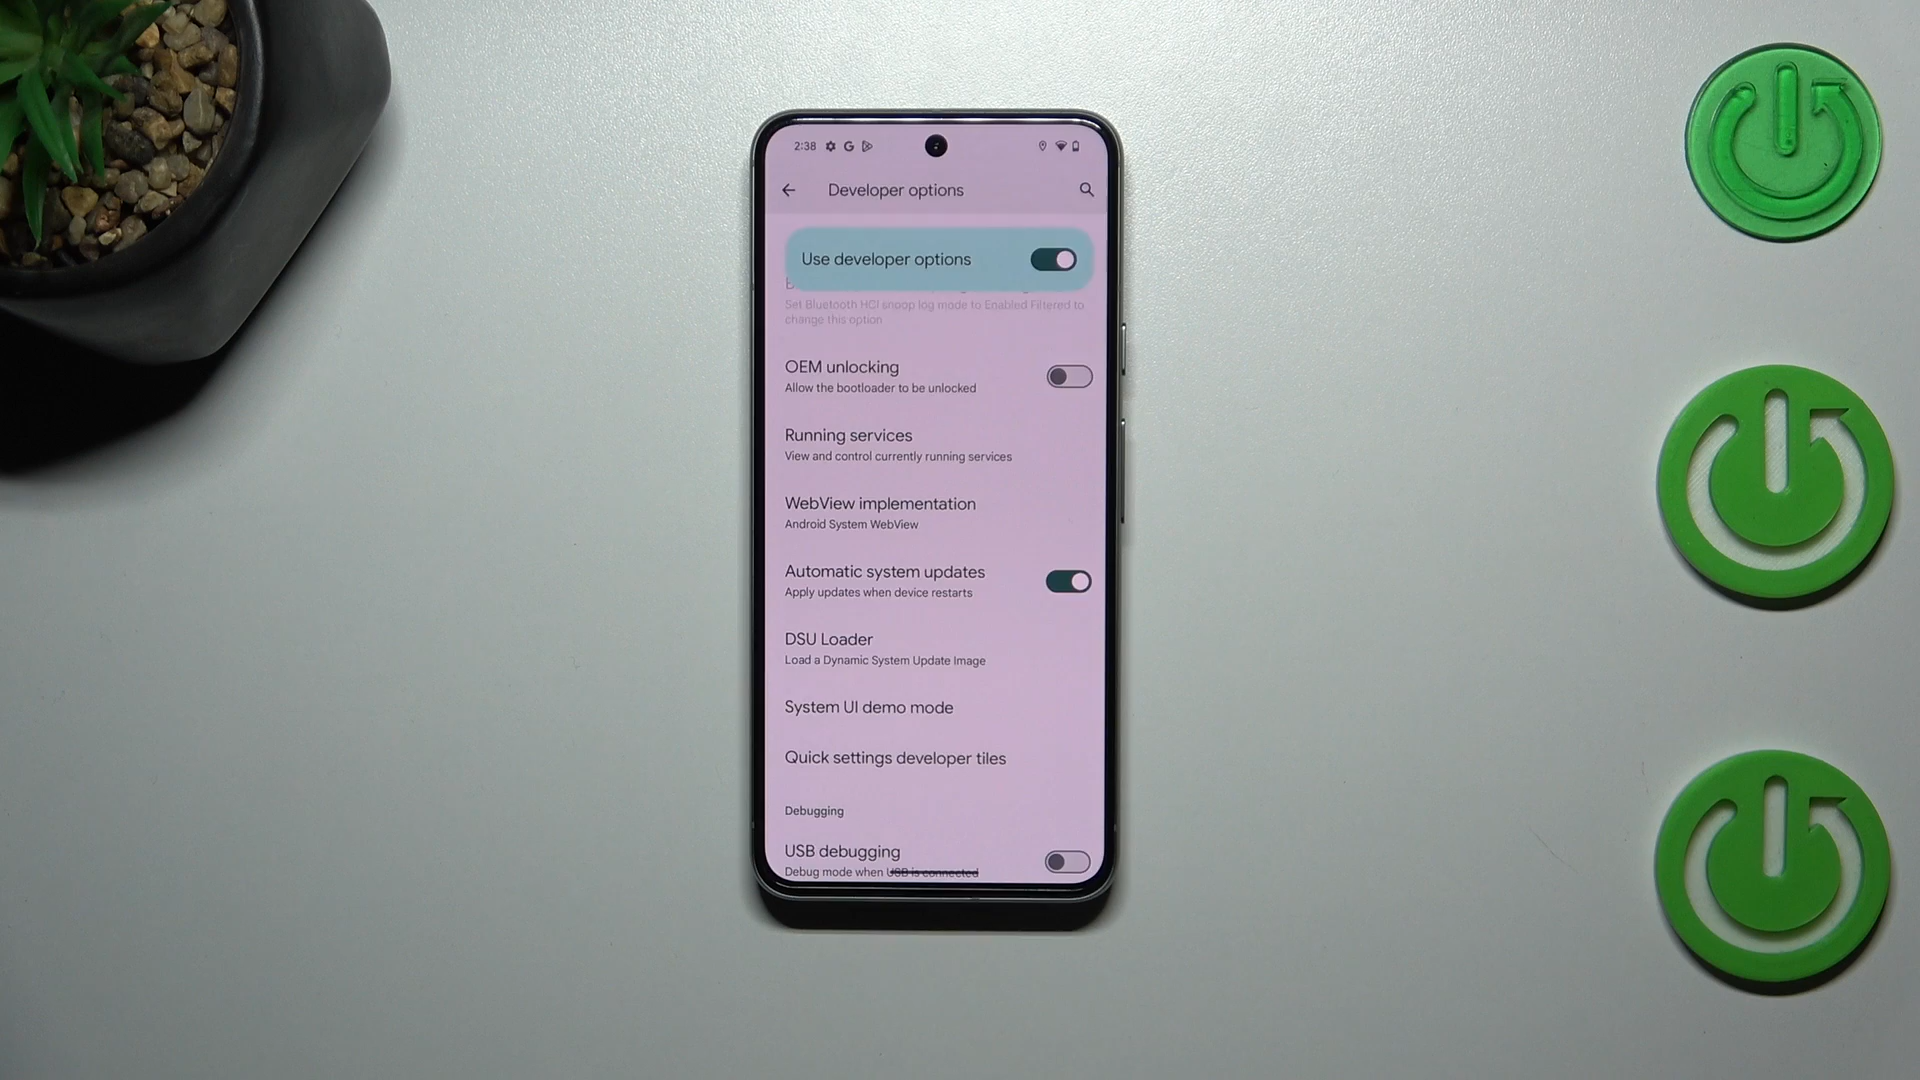 2:38
Developer options
Use developer options
Set Bluetooth HCI snoop log mode to Enabled Filtered to
change this option
OEM unlocking
Allow the bootloader to be unlocked
Running services
View and control currently running services
WebView implementation
Android System WebView
Automatic system updates
Apply updates when device restarts
DSU Loader
Load a Dynamic System Update Image
System UI demo mode
Quick settings developer tiles
Debugging
USB debugging
Debug mode when USB is connected